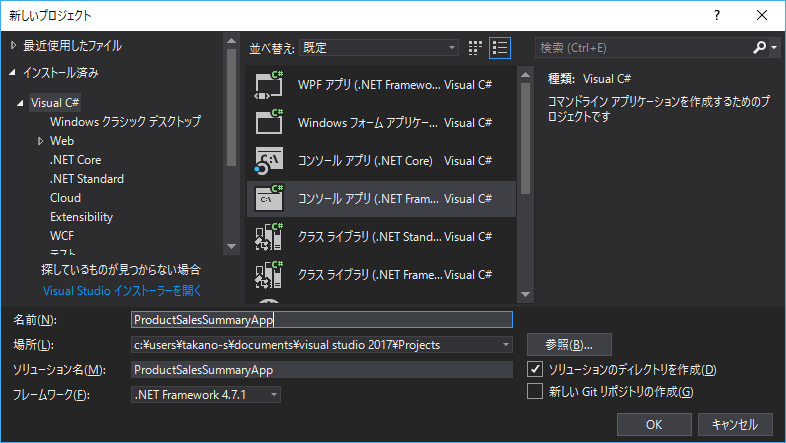 新しいプロジェクト
? ×
最近使用したファイル
インストール済み
Visual C#
Windows クラシック デスクトップ
Web
.NET Core
.NET Standard
Cloud
Extensibility
WCF
テスト
探しているものが見つからない場合
Visual Studio インストーラーを開く
並べ替え: 既定
WPF アプリ (.NET Framewo... Visual C#
Windows フォーム アプリケー... Visual C#
コンソール アプリ (.NET Core) Visual C#
コンソール アプリ (.NET Fram... Visual C#
クラス ライブラリ (.NET Stand... Visual C#
クラス ライブラリ (.NET Frame... Visual C#
検索 (Ctrl+E)
種類: Visual C#
コマンドライン アプリケーションを作成するためのプ
ロジェクトです
名前(N): ProductSalesSummaryApp
場所(L): c:¥users¥takano-s¥documents¥visual studio 2017¥Projects
参照(B)...
ソリューション名(M): ProductSalesSummaryApp
ソリューションのディレクトリを作成(D)
フレームワーク(F): .NET Framework 4.7.1
新しい Git リポジトリの作成(G)
OK キャンセル